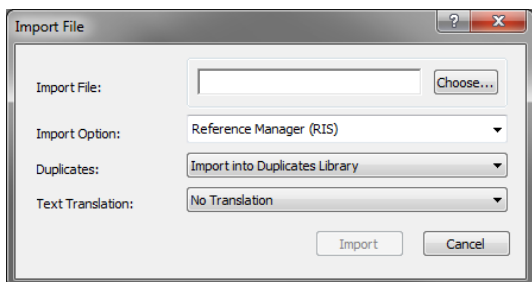 Import File
?
X
Import File:
Choose...
Import Option:
Reference Manager (RIS)
Duplicates:
Import into Duplicates Library
Text Translation:
No Translation
Import
Cancel